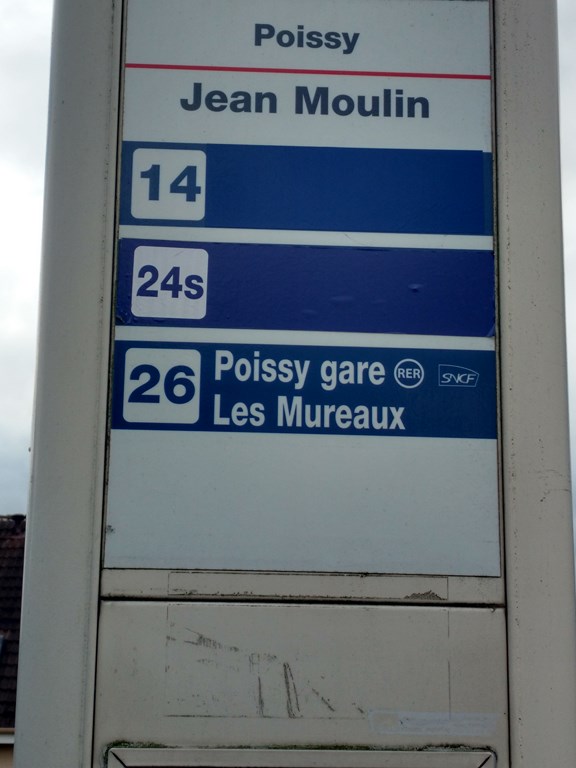 Poissy
Jean Moulin
14
24s
26 Poissy gare RER SNCF
Les Mureaux